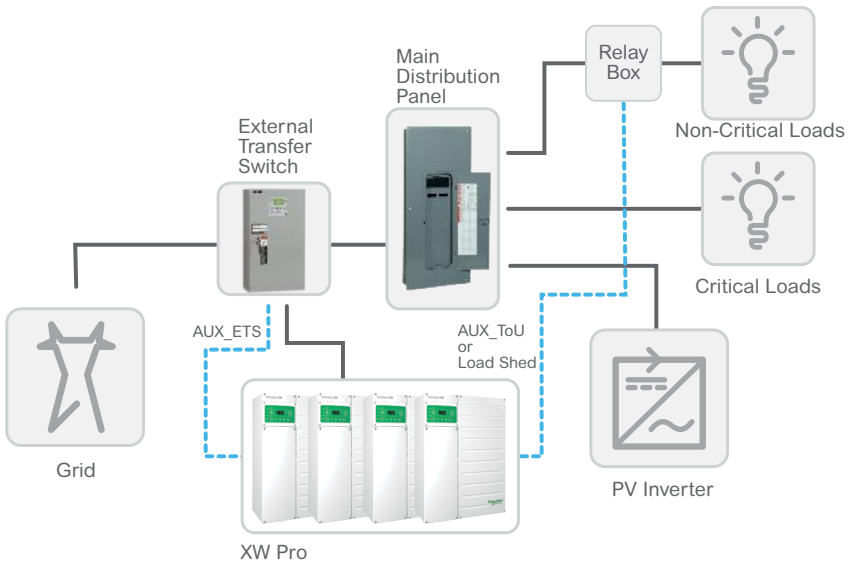 Relay
Box
Non-Critical Loads
Main
Distribution
Panel
External
Transfer
Switch
Critical Loads
AUX_ETS
AUX_ToU
or
Load Shed
Grid
PV Inverter
Schneider
XW Pro